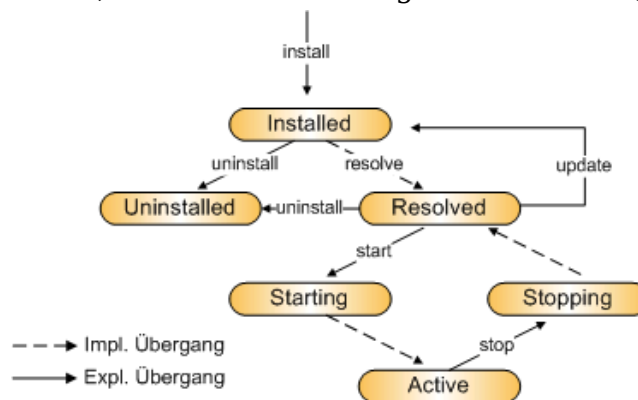 install
Installed
uninstall
resolve
update
Uninstalled
uninstall
Resolved
start
Starting
Stopping
Impl. Übergang
stop
Expl. Übergang
Active